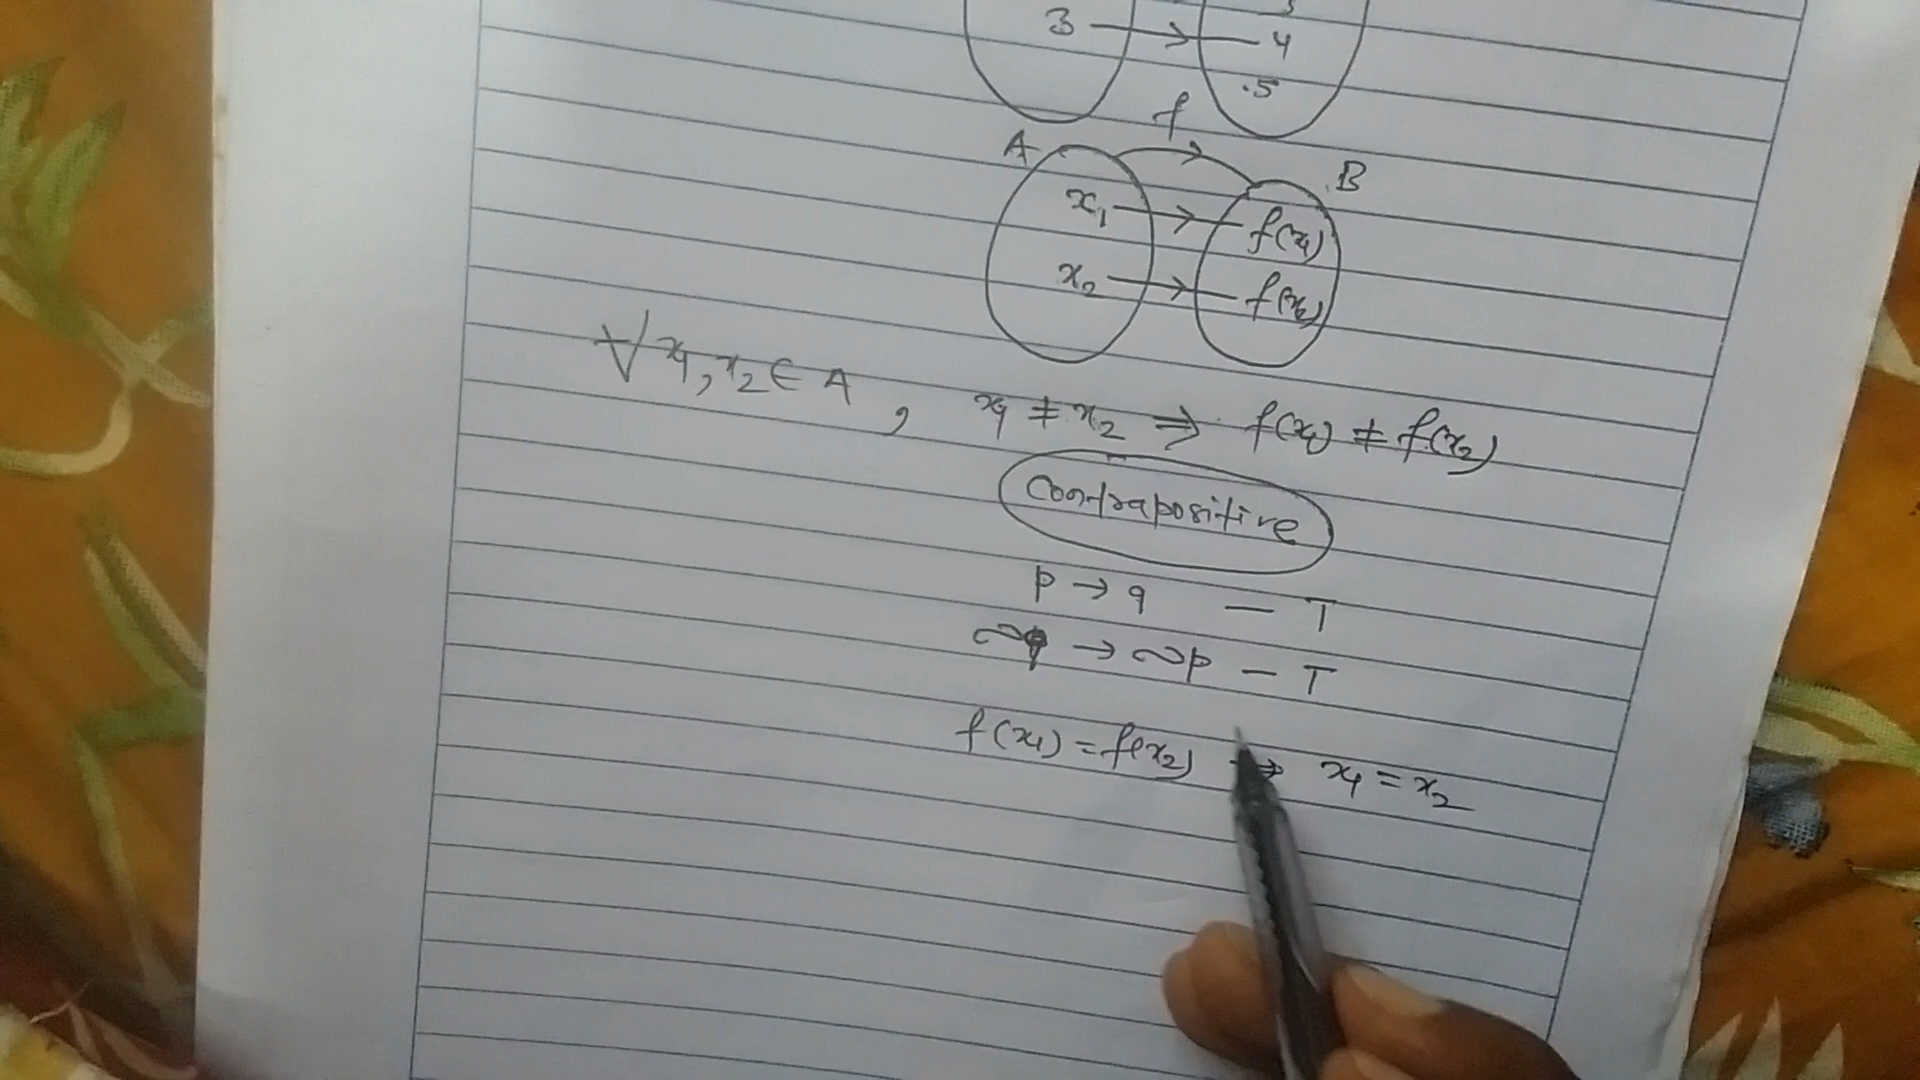 3 → 4
.5
f
A B
x₁ → f(x₁)
x₂ → f(x₂)
∀ x₁, x₂ ∈ A , x₁ ≠ x₂ ⇒ f(x₁) ≠ f(x₂)
Contrapositive
p → q — T
~q → ~p — T
f(x₁) = f(x₂) ⇒ x₁ = x₂